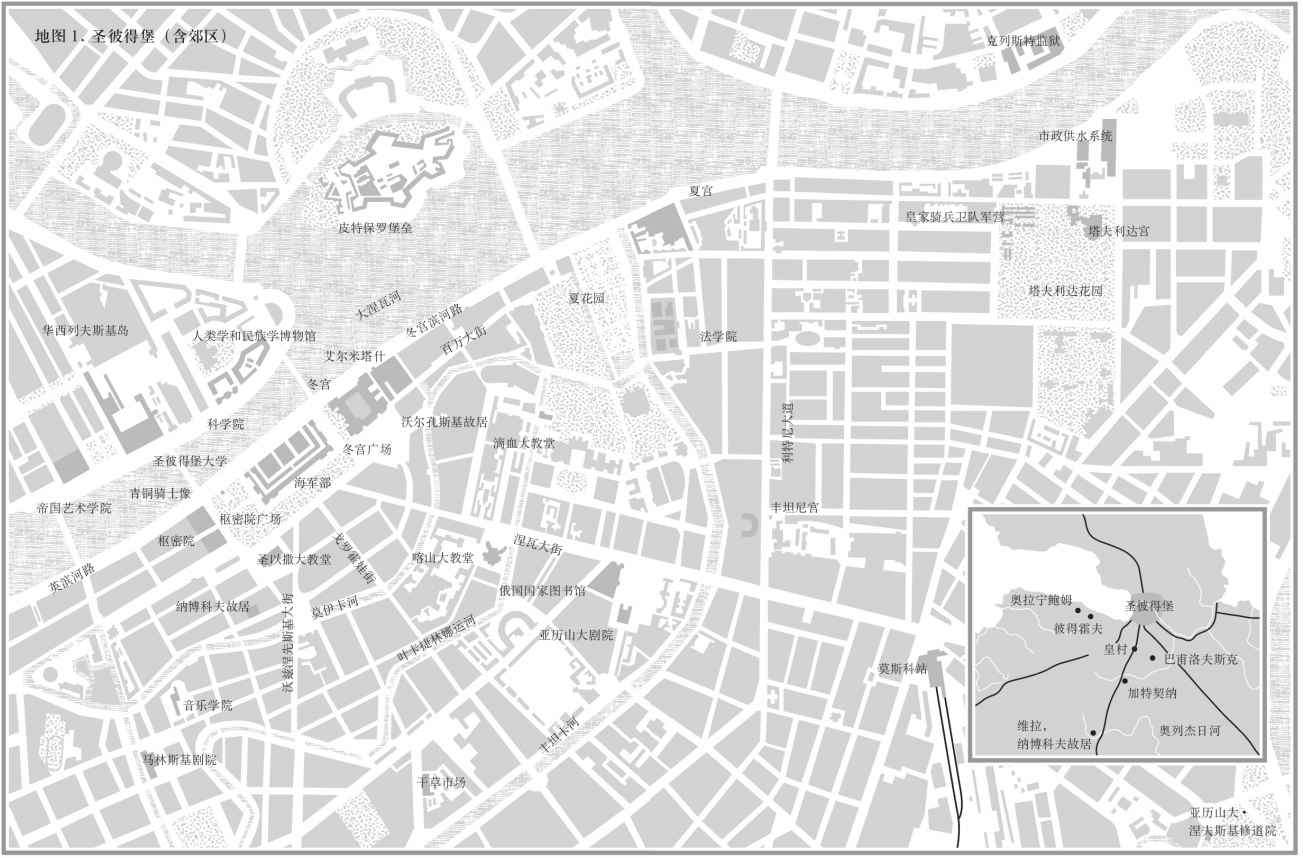 地图 1. 圣彼得堡（含郊区）
克列斯特监狱
市政供水系统
夏宫
皇家骑兵卫队军营
皮特保罗堡垒
塔夫利达宫
塔夫利达花园
夏花园
大涅瓦河
冬宫滨河路
百万大街
华西列夫斯基岛
人类学和民族学博物馆
法学院
艾尔米塔什
冬宫
利特尼大道
科学院
沃尔孔斯基故居
滴血大教堂
冬宫广场
圣彼得堡大学
海军部
青铜骑士像
帝国艺术学院
枢密院广场
丰坦尼宫
枢密院
涅瓦大街
戈罗霍娃街
圣以撒大教堂
喀山大教堂
英滨河路
俄国国家图书馆
纳博科夫故居
莫伊卡河
沃兹涅先斯基大街
叶卡捷林娜运河
亚历山大剧院
莫斯科站
音乐学院
丰坦卡河
马林斯基剧院
干草市场
奥拉宁鲍姆
圣彼得堡
彼得霍夫
皇村
巴甫洛夫斯克
加特契纳
维拉，
纳博科夫故居
奥列杰日河
亚历山大·
涅夫斯基修道院